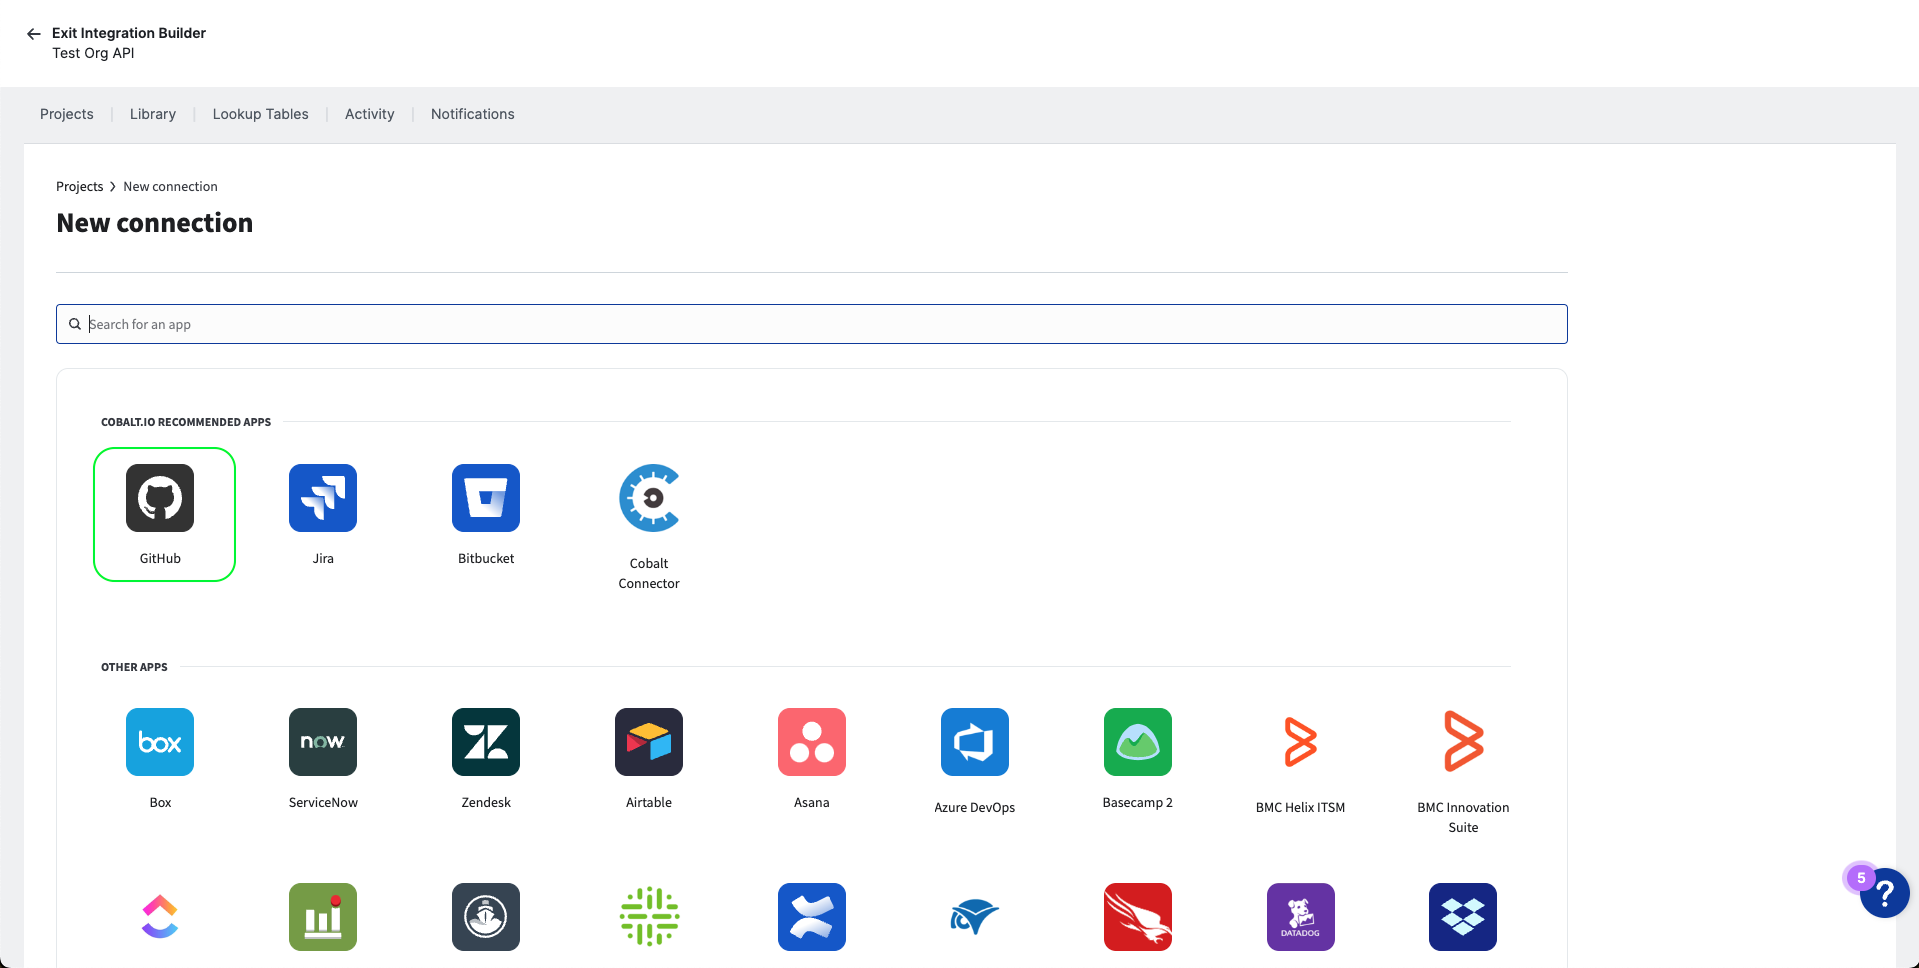 Exit Integration Builder
Test Org API
Projects
Library
Lookup Tables
Activity
Notifications
Projects
New connection
New connection
Search for an app
COBALT.IO RECOMMENDED APPS
GitHub
Jira
Bitbucket
Cobalt
Connector
OTHER APPS
box
now
Box
ServiceNow
Zendesk
Airtable
Asana
Azure DevOps
Basecamp 2
BMC Helix ITSM
BMC Innovation
Suite
DATADOG
5
?